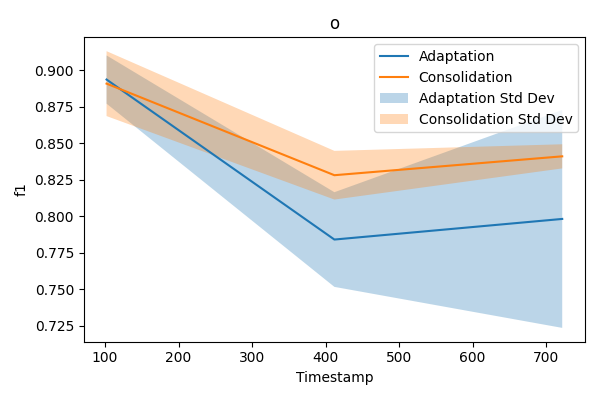 o
Adaptation
Consolidation
Adaptation Std Dev
Consolidation Std Dev
f1
0.900
0.875
0.850
0.825
0.800
0.775
0.750
0.725
100
200
300
400
500
600
700
Timestamp